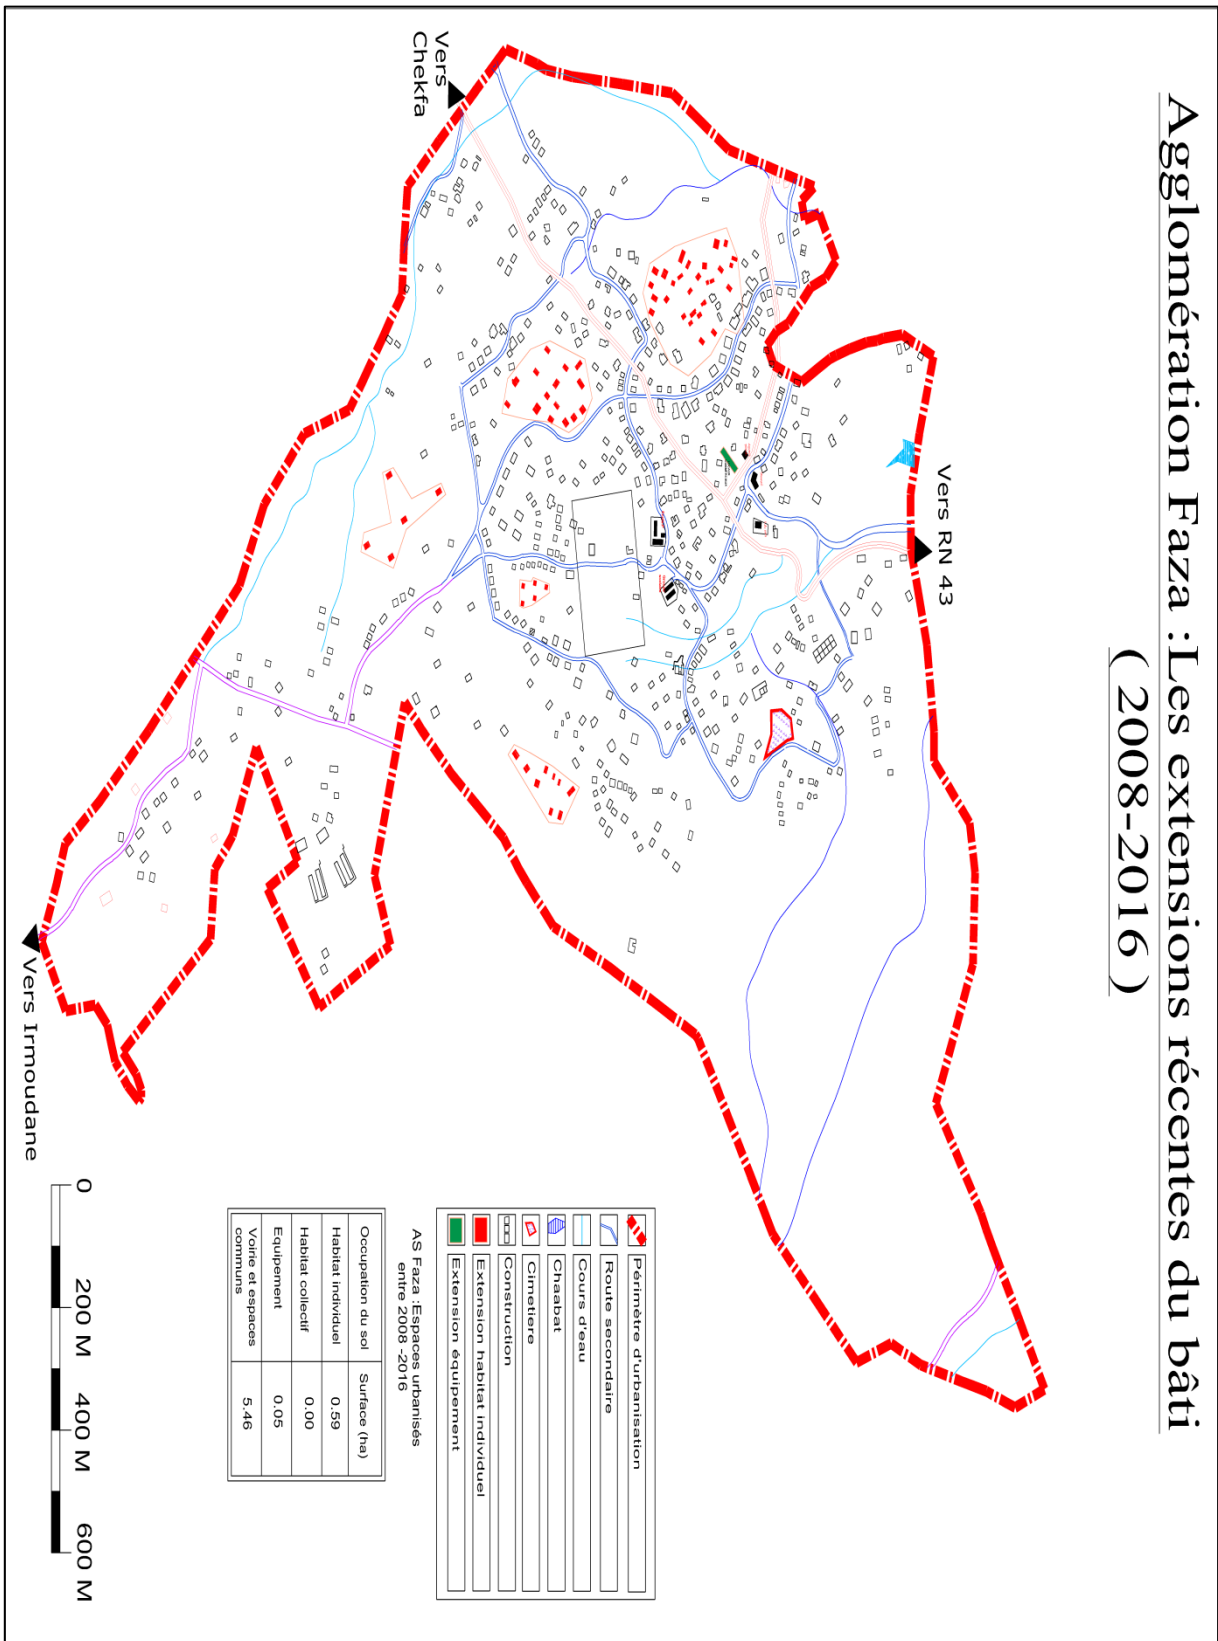 Agglomération Faza :Les extensions récentes du bâti
( 2008-2016 )
Vers RN 43
Vers
Chekfa
Vers Irmoudane
Périmètre d'urbanisation
Route secondaire
Cours d'eau
Chaabat
Cimetiere
Construction
Extension habitat individuel
Extension équipement
AS Faza :Espaces urbanisés
entre 2008 -2016
Occupation du sol Surface (ha)
Habitat individuel 0.59
Habitat collectif 0.00
Equipement 0.05
Voirie et espaces
communs 5.46
0 200 M 400 M 600 M